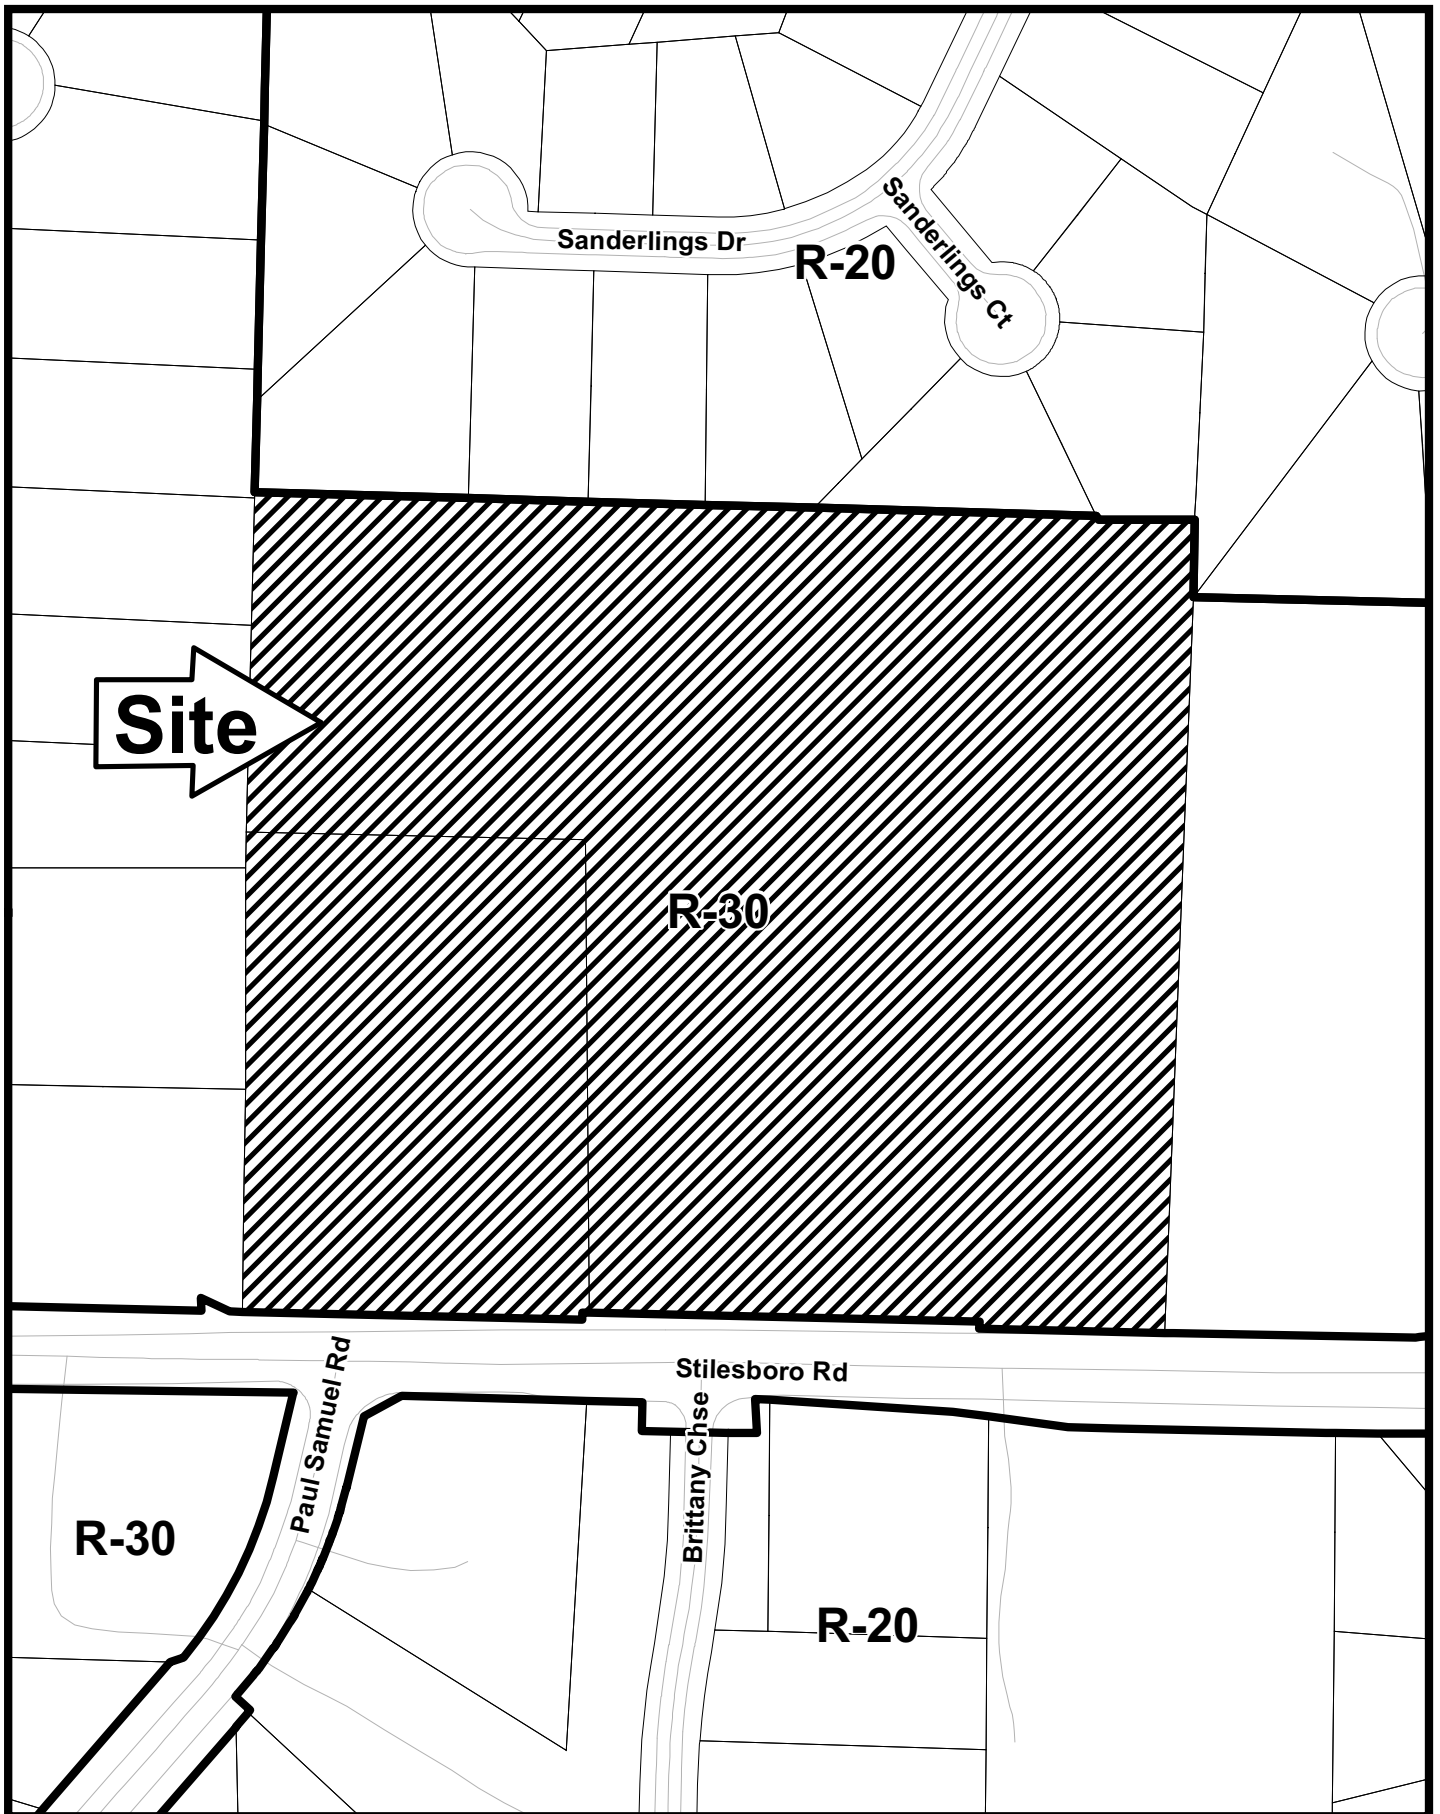 Sanderlings Dr
R-20
Sanderlings Ct
Site
R-30
Stilesboro Rd
Paul Samuel Rd
Brittany Chse
R-30
R-20